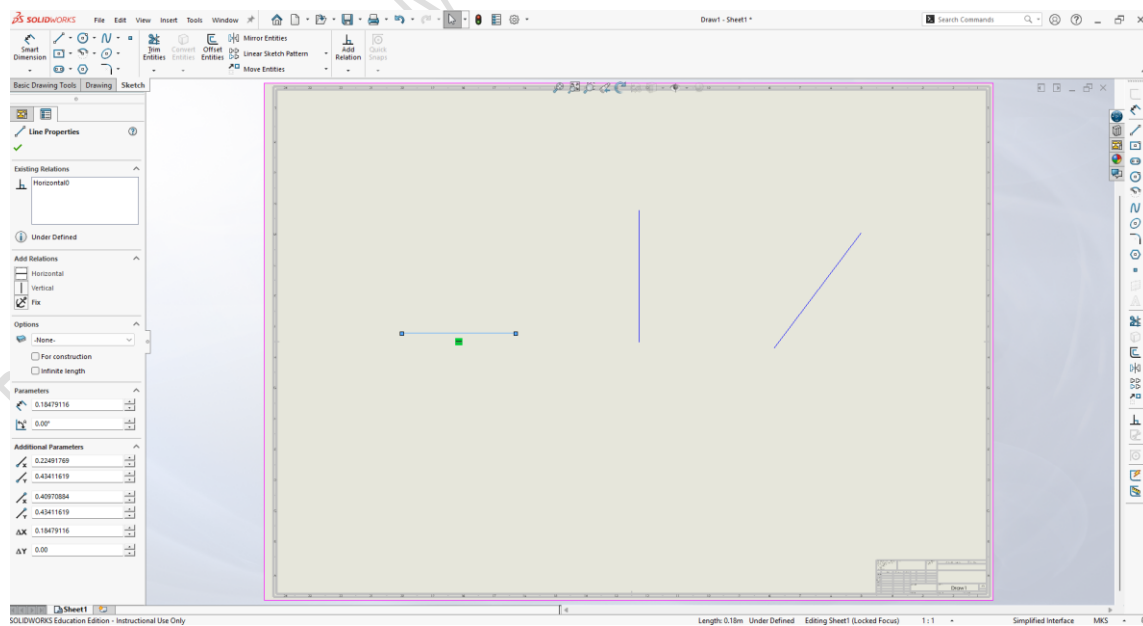 SOLIDWORKS File Edit View Insert Tools Window
Draw1 - Sheet1 *
Search Commands
Smart Dimension
Trim Entities
Convert Entities
Offset Entities
Mirror Entities
Linear Sketch Pattern
Move Entities
Add Relation
Quick Snaps
Basic Drawing Tools Drawing Sketch
Line Properties
Existing Relations
Horizontal0
Under Defined
Add Relations
Horizontal
Vertical
Fix
Options
-None-
For construction
Infinite length
Parameters
0.18479116
0.00°
Additional Parameters
0.22491769
0.43411619
0.40970884
0.43411619
ΔX 0.18479116
ΔY 0.00
Draw1
Sheet1
SOLIDWORKS Education Edition - Instructional Use Only
Length: 0.18m Under Defined Editing Sheet1 (Locked Focus) 1 : 1 Simplified Interface MKS